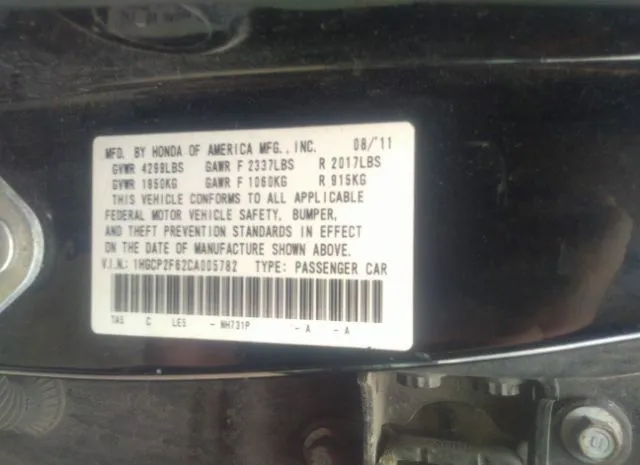 MFD. BY HONDA OF AMERICA MFG., INC. 08/'11
GVWR 4299LBS GAWR F 2337LBS R 2017LBS
GVWR 1950KG GAWR F 1060KG R 915KG
THIS VEHICLE CONFORMS TO ALL APPLICABLE
FEDERAL MOTOR VEHICLE SAFETY, BUMPER,
AND THEFT PREVENTION STANDARDS IN EFFECT
ON THE DATE OF MANUFACTURE SHOWN ABOVE.
V.I.N.: 1HGCP2F62CA005782 TYPE: PASSENGER CAR
TA5 C LE5 - NH731P - A - A